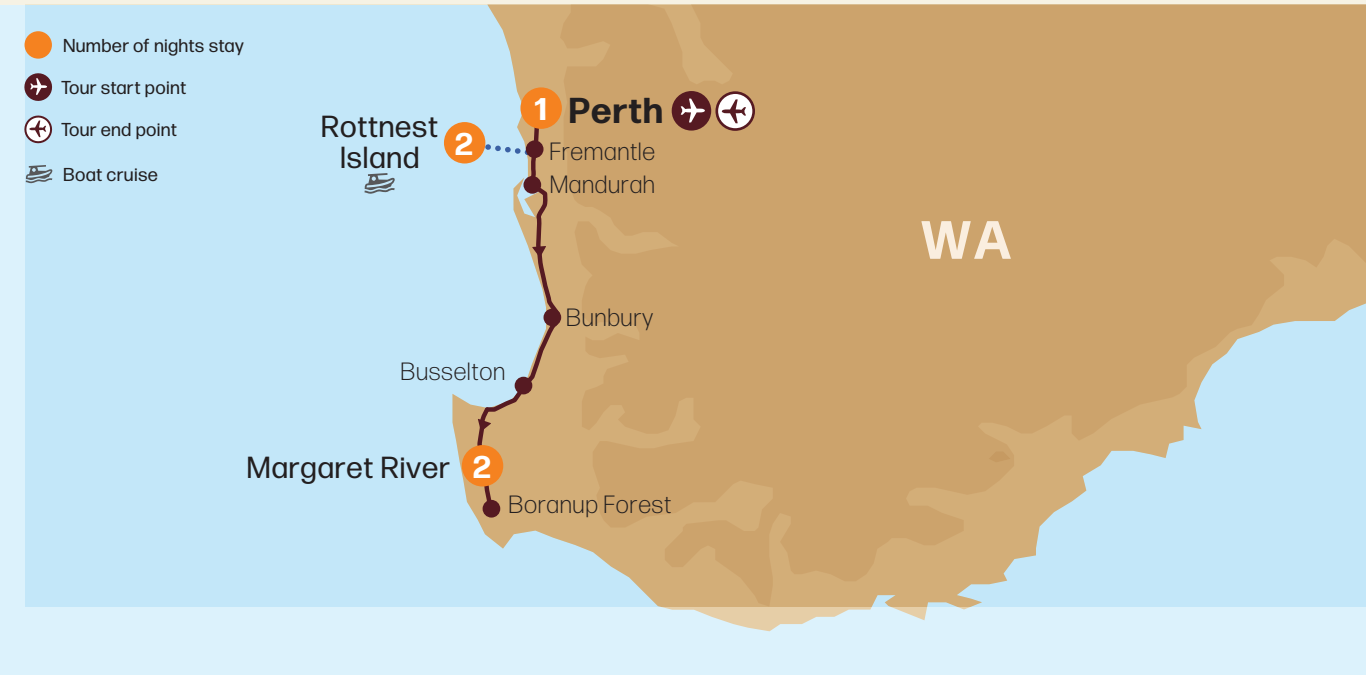 Number of nights stay
Tour start point
Tour end point
Boat cruise
1 Perth
Rottnest
Island
2
Fremantle
Mandurah
WA
Bunbury
Busselton
Margaret River 2
Boranup Forest